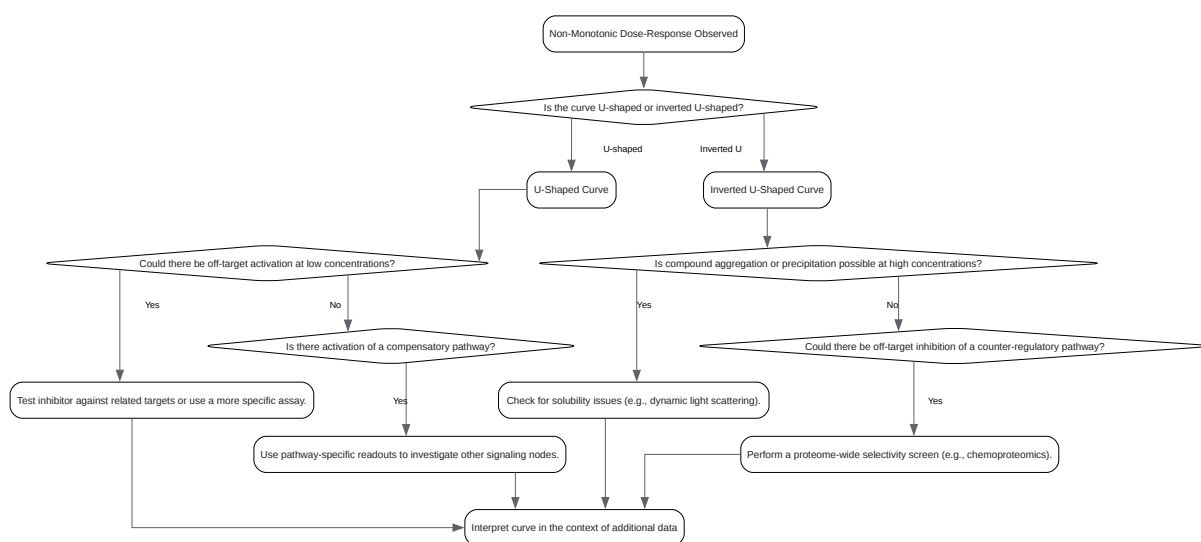 Non-Monotonic Dose-Response Observed
Is the curve U-shaped or inverted U-shaped?
U-shaped
Inverted U
U-Shaped Curve
Inverted U-Shaped Curve
Could there be off-target activation at low concentrations?
Is compound aggregation or precipitation possible at high concentrations?
Yes
No
Yes
No
Is there activation of a compensatory pathway?
Could there be off-target inhibition of a counter-regulatory pathway?
Test inhibitor against related targets or use a more specific assay.
Yes
Check for solubility issues (e.g., dynamic light scattering).
Yes
Use pathway-specific readouts to investigate other signaling nodes.
Perform a proteome-wide selectivity screen (e.g., chemoproteomics).
Interpret curve in the context of additional data